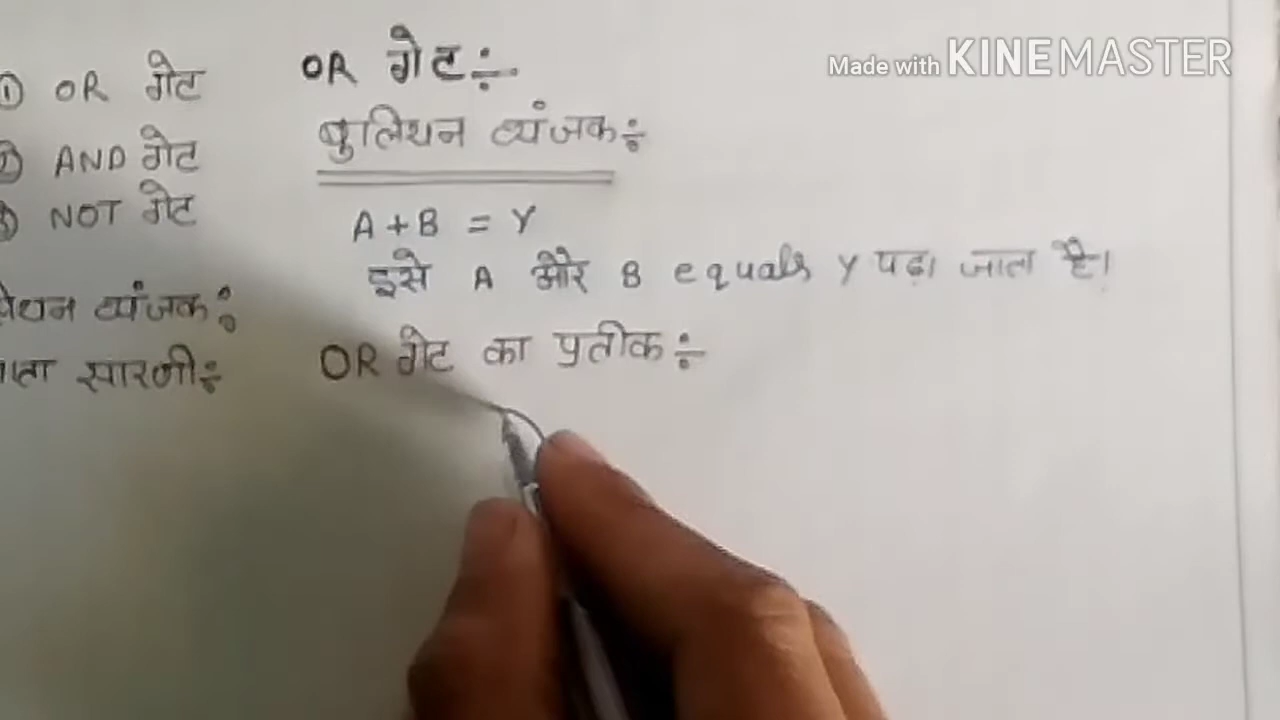 ① OR गेट
② AND गेट
③ NOT गेट
व्यंजक:
सारणी:
OR गेट:-
बुलियन व्यंजक:
A + B = Y
इसे A और B equals Y पढ़ा जाता है।
OR गेट का प्रतीक:-
Made with KINEMASTER